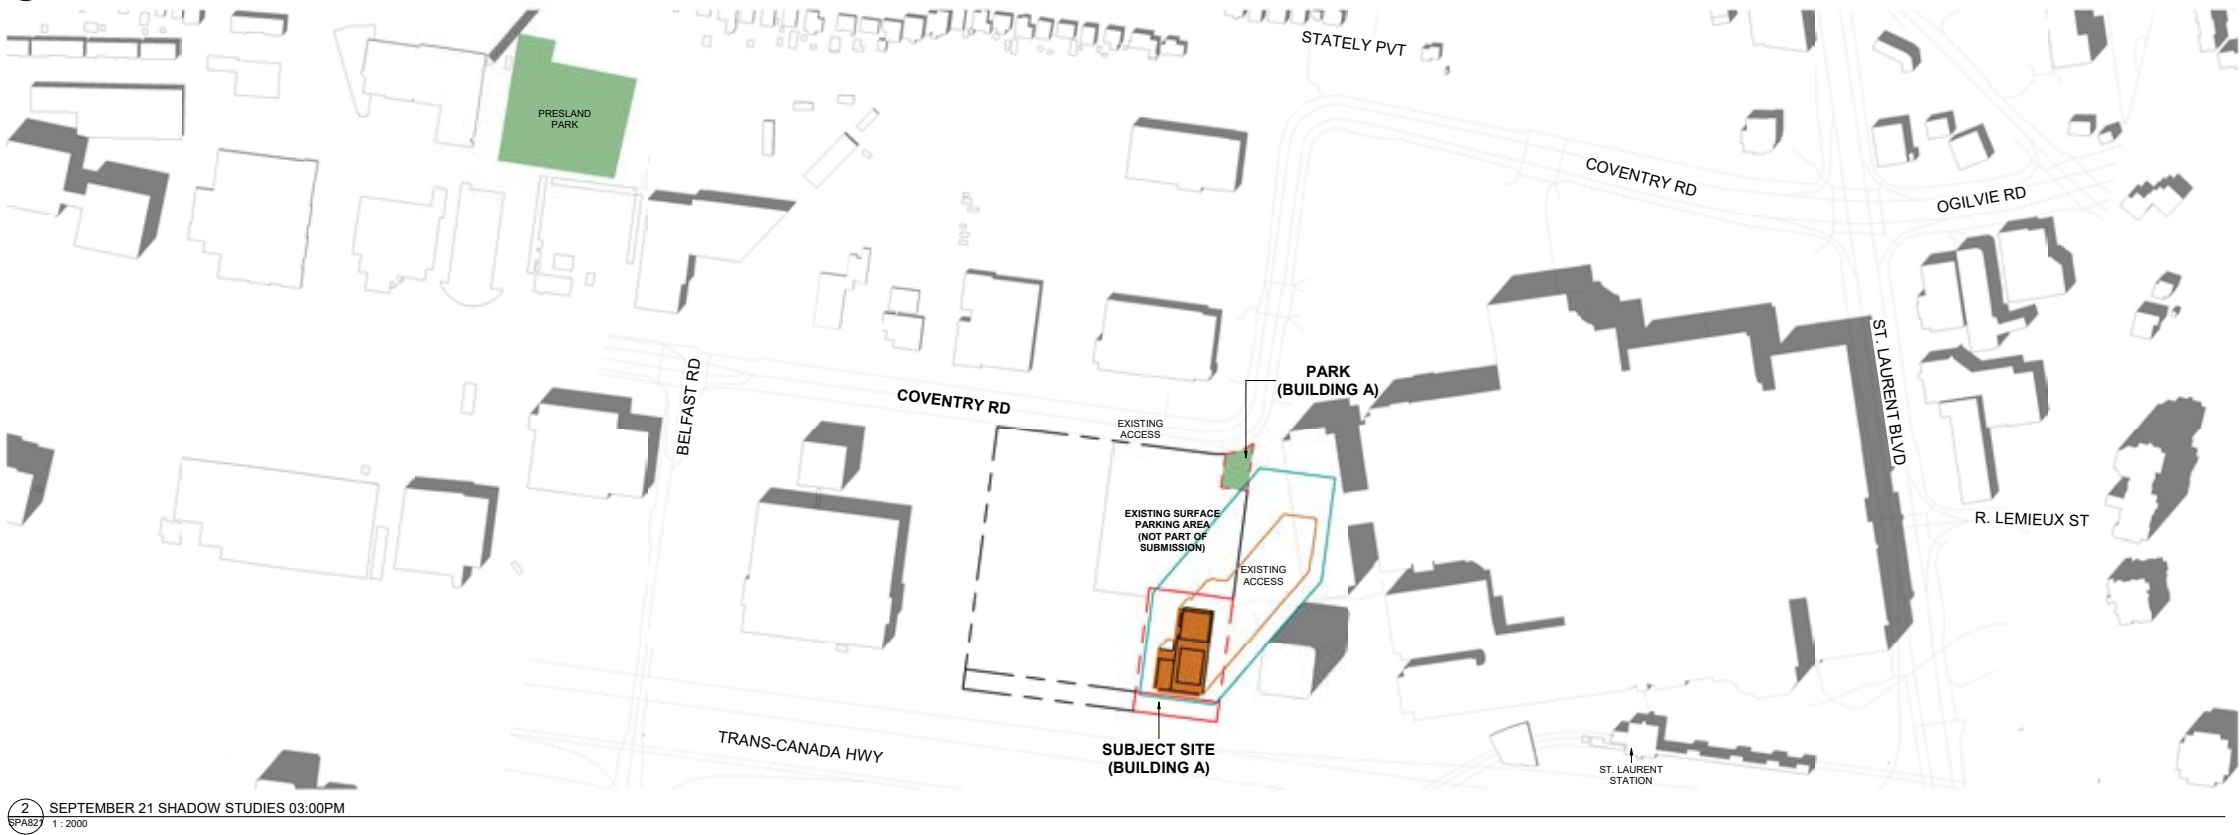 STATELY PVT
PRESLAND
PARK
COVENTRY RD
OGILVIE RD
ST. LAURENT BLVD
BELFAST RD
PARK
(BUILDING A)
COVENTRY RD
EXISTING
ACCESS
EXISTING SURFACE
PARKING AREA
(NOT PART OF
SUBMISSION)
R. LEMIEUX ST
EXISTING
ACCESS
TRANS-CANADA HWY
SUBJECT SITE
(BUILDING A)
ST. LAURENT
STATION
2 SEPTEMBER 21 SHADOW STUDIES 03:00PM
SPA821 1 : 2000